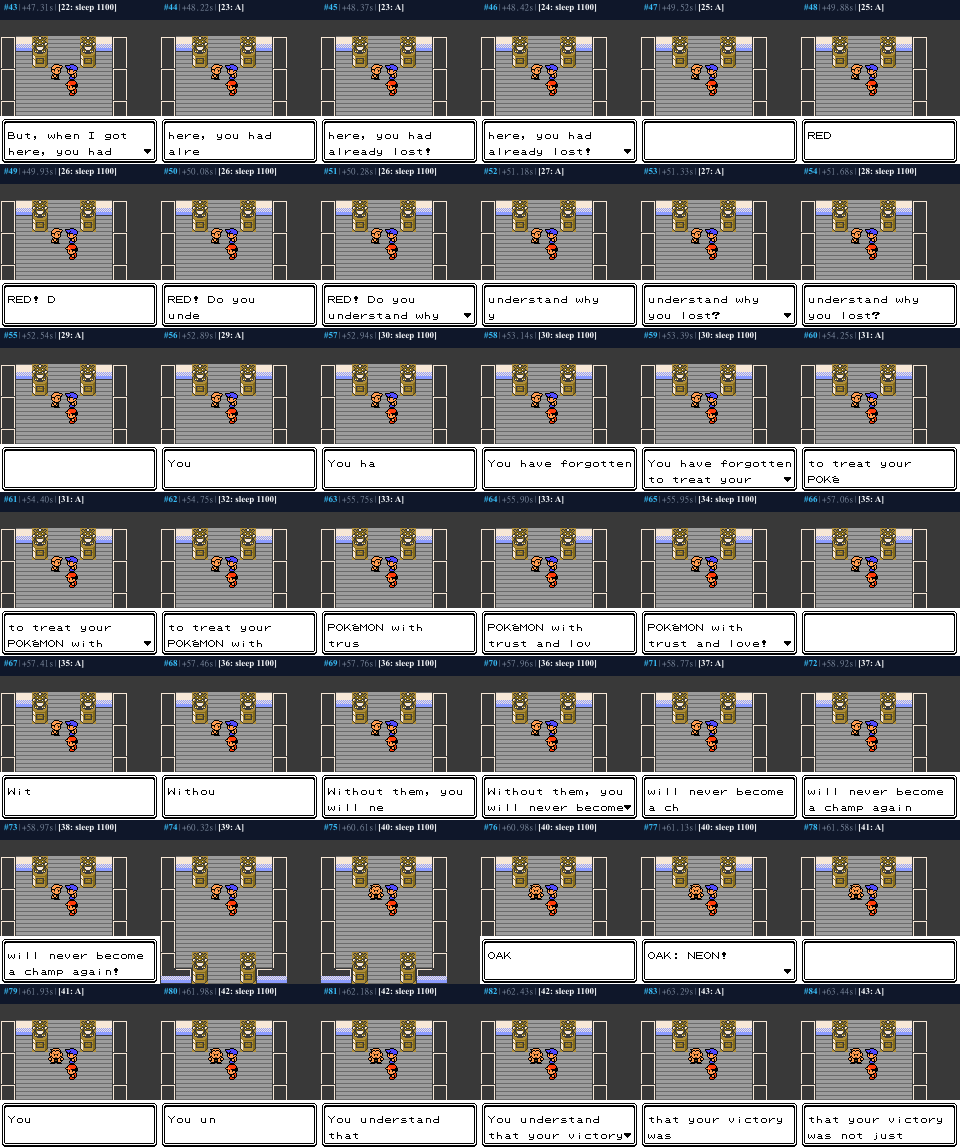 #43|+47.31s| [22: sleep 1100]
#44|+48.22s| [23: A]
#45|+48.37s| [23: A]
#46|+48.42s| [24: sleep 1100]
#47|+49.52s| [25: A]
#48|+49.88s| [25: A]
But, when I got
here, you had
here, you had
alre
here, you had
already lost!
here, you had
already lost!
RED
#49|+49.93s| [26: sleep 1100]
#50|+50.08s| [26: sleep 1100]
#51|+50.28s| [26: sleep 1100]
#52|+51.18s| [27: A]
#53|+51.33s| [27: A]
#54|+51.68s| [28: sleep 1100]
RED! D
RED! Do you
unde
RED! Do you
understand why
understand why
y
understand why
you lost?
understand why
you lost?
#55|+52.54s| [29: A]
#56|+52.89s| [29: A]
#57|+52.94s| [30: sleep 1100]
#58|+53.14s| [30: sleep 1100]
#59|+53.39s| [30: sleep 1100]
#60|+54.25s| [31: A]
You
You ha
You have forgotten
You have forgotten
to treat your
to treat your
POKé
#61|+54.40s| [31: A]
#62|+54.75s| [32: sleep 1100]
#63|+55.75s| [33: A]
#64|+55.90s| [33: A]
#65|+55.95s| [34: sleep 1100]
#66|+57.06s| [35: A]
to treat your
POKéMON with
to treat your
POKéMON with
POKéMON with
trus
POKéMON with
trust and lov
POKéMON with
trust and love!
#67|+57.41s| [35: A]
#68|+57.46s| [36: sleep 1100]
#69|+57.76s| [36: sleep 1100]
#70|+57.96s| [36: sleep 1100]
#71|+58.77s| [37: A]
#72|+58.92s| [37: A]
Wit
Withou
Without them, you
will ne
Without them, you
will never become
will never become
a ch
will never become
a champ again
#73|+58.97s| [38: sleep 1100]
#74|+60.32s| [39: A]
#75|+60.61s| [40: sleep 1100]
#76|+60.98s| [40: sleep 1100]
#77|+61.13s| [40: sleep 1100]
#78|+61.58s| [41: A]
will never become
a champ again!
OAK
OAK: NEON!
#79|+61.93s| [41: A]
#80|+61.98s| [42: sleep 1100]
#81|+62.18s| [42: sleep 1100]
#82|+62.43s| [42: sleep 1100]
#83|+63.29s| [43: A]
#84|+63.44s| [43: A]
You
You un
You understand
that
You understand
that your victory
that your victory
was
that your victory
was not just